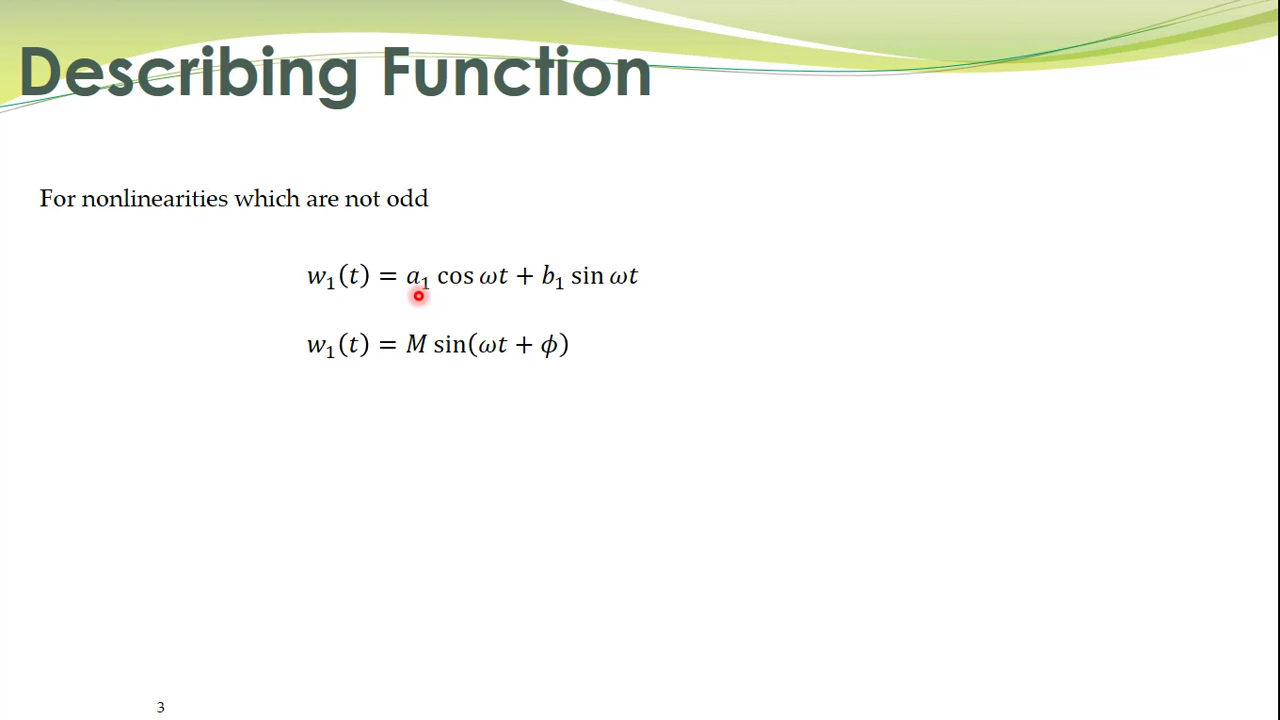 Describing Function
For nonlinearities which are not odd
w₁(t) = a₁ cos ωt + b₁ sin ωt
w₁(t) = M sin(ωt + ϕ)
3